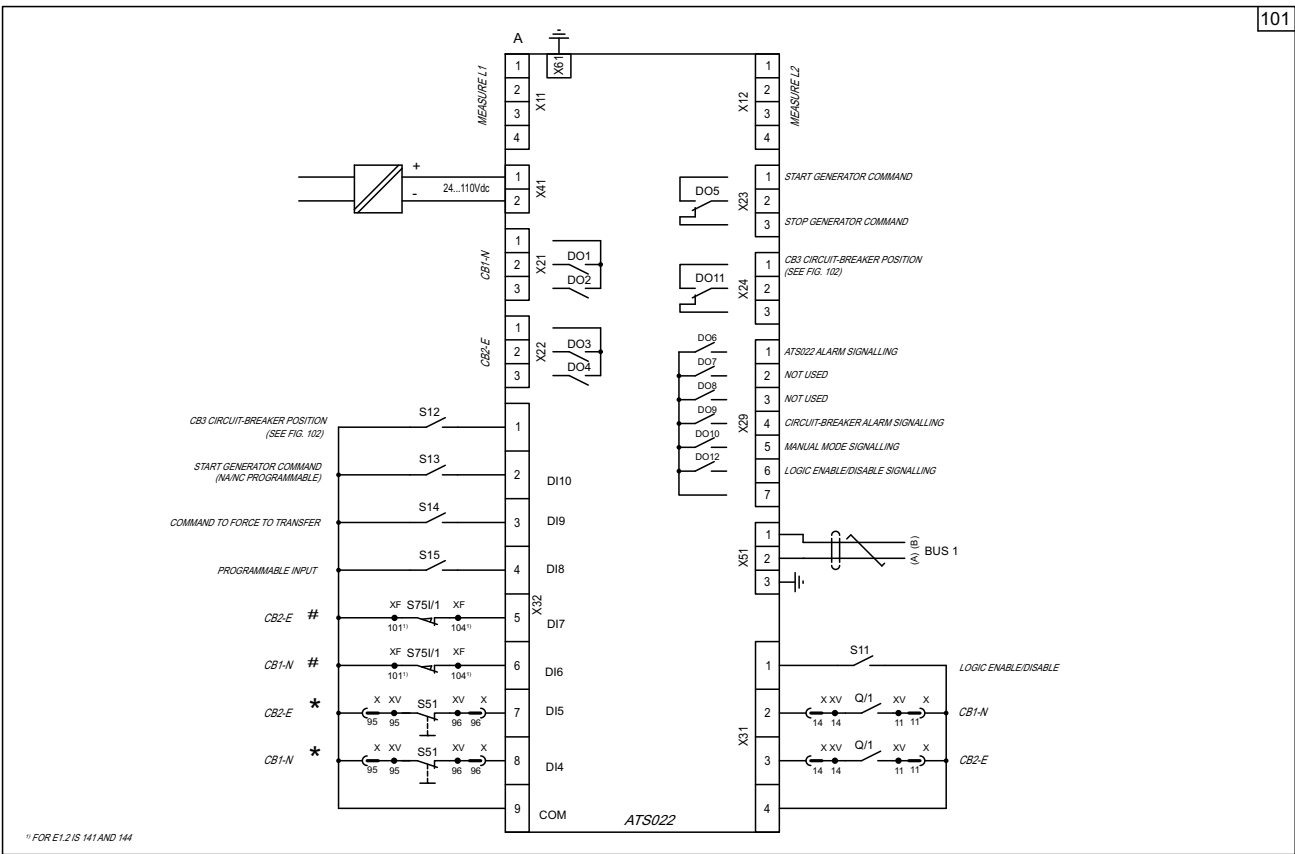 101
A
X61
MEASURE L1
1
2
3
4
X11
1
2
3
4
X12
MEASURE L2
+
-
24...110Vdc
1
2
X41
DO5
X23
1 START GENERATOR COMMAND
2
3 STOP GENERATOR COMMAND
CB1-N
1
2
3
X21
DO1
DO2
DO11
X24
1 CB3 CIRCUIT-BREAKER POSITION
(SEE FIG. 102)
2
3
CB2-E
1
2
3
X22
DO3
DO4
DO6
1 ATS022 ALARM SIGNALLING
DO7
2 NOT USED
DO8
3 NOT USED
DO9
4 CIRCUIT-BREAKER ALARM SIGNALLING
DO10
5 MANUAL MODE SIGNALLING
DO12
6 LOGIC ENABLE/DISABLE SIGNALLING
7
X29
CB3 CIRCUIT-BREAKER POSITION
(SEE FIG. 102)
S12
1
START GENERATOR COMMAND
(NA/NC PROGRAMMABLE)
S13
2 DI10
COMMAND TO FORCE TO TRANSFER
S14
3 DI9
PROGRAMMABLE INPUT
S15
4 DI8
X32
CB2-E # XF S75I/1 XF
101¹⁾ 104¹⁾
5 DI7
CB1-N # XF S75I/1 XF
101¹⁾ 104¹⁾
6 DI6
CB2-E * X XV S51 XV X
95 95 96 96
7 DI5
CB1-N * X XV S51 XV X
95 95 96 96
8 DI4
9 COM
ATS022
X51
1
2
3
(A) (B)
BUS 1
X31
1
S11
LOGIC ENABLE/DISABLE
2
X XV Q/1 XV X
14 14 11 11
CB1-N
3
X XV Q/1 XV X
14 14 11 11
CB2-E
4
¹⁾ FOR E1.2 IS 141 AND 144